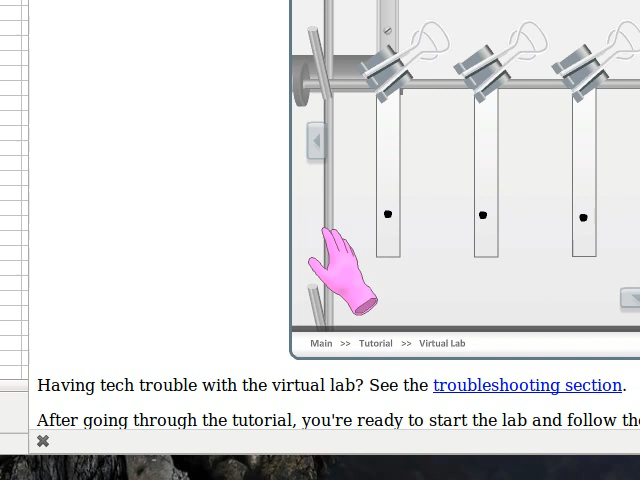 Main >> Tutorial >> Virtual Lab
Having tech trouble with the virtual lab? See the troubleshooting section.
After going through the tutorial, you're ready to start the lab and follow the